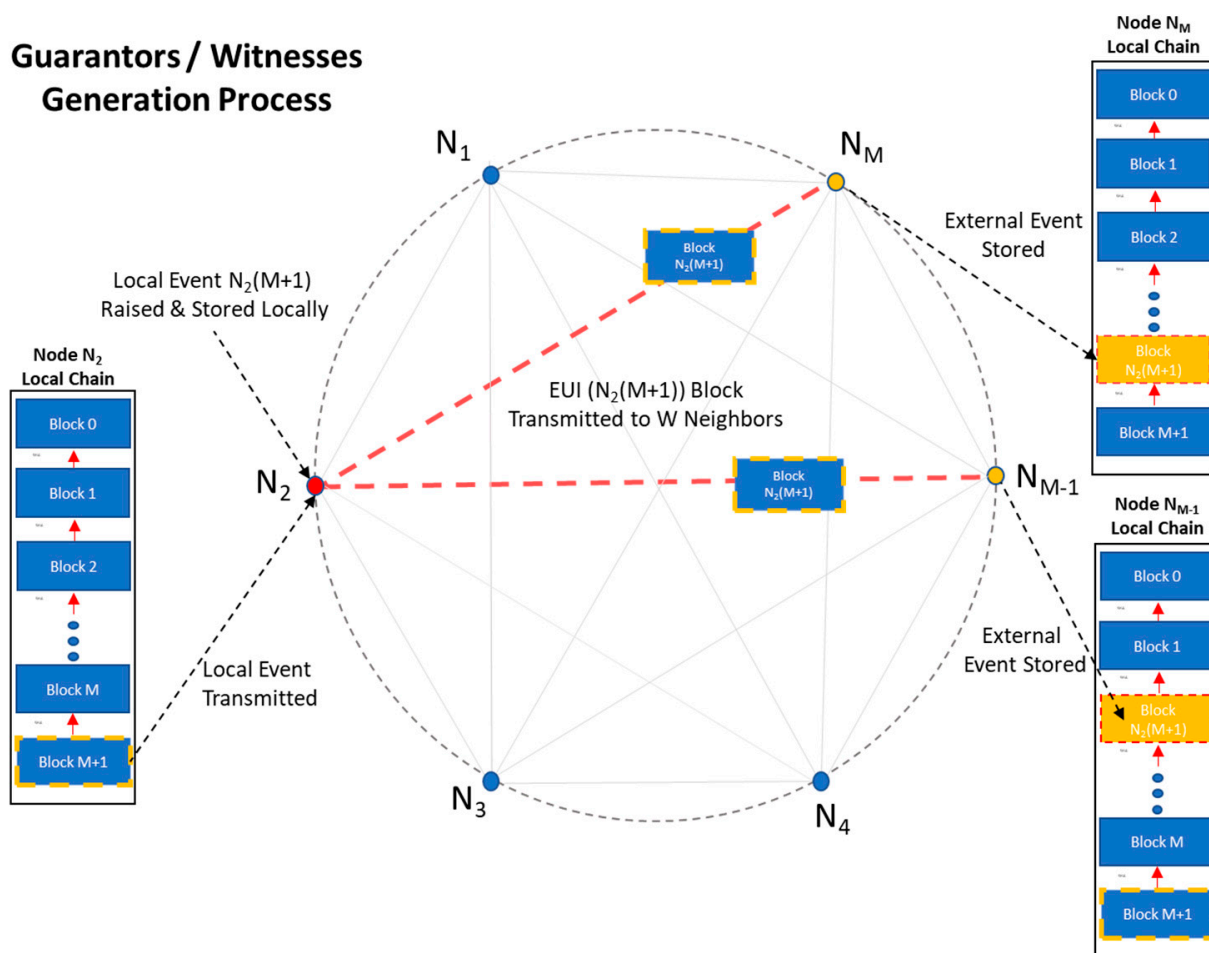 Guarantors / Witnesses
Generation Process
Node N₂
Local Chain
Block 0
Block 1
Block 2
Block M
Block M+1
Local Event N₂(M+1)
Raised & Stored Locally
Local Event
Transmitted
N₁
N₂
N₃
N₄
N_M
N_M-1
Block
N₂(M+1)
EUI (N₂(M+1)) Block
Transmitted to W Neighbors
Block
N₂(M+1)
External Event
Stored
External
Event Stored
Node N_M
Local Chain
Block 0
Block 1
Block 2
Block
N₂(M+1)
Block M+1
Node N_M-1
Local Chain
Block 0
Block 1
Block
N₂(M+1)
Block M
Block M+1